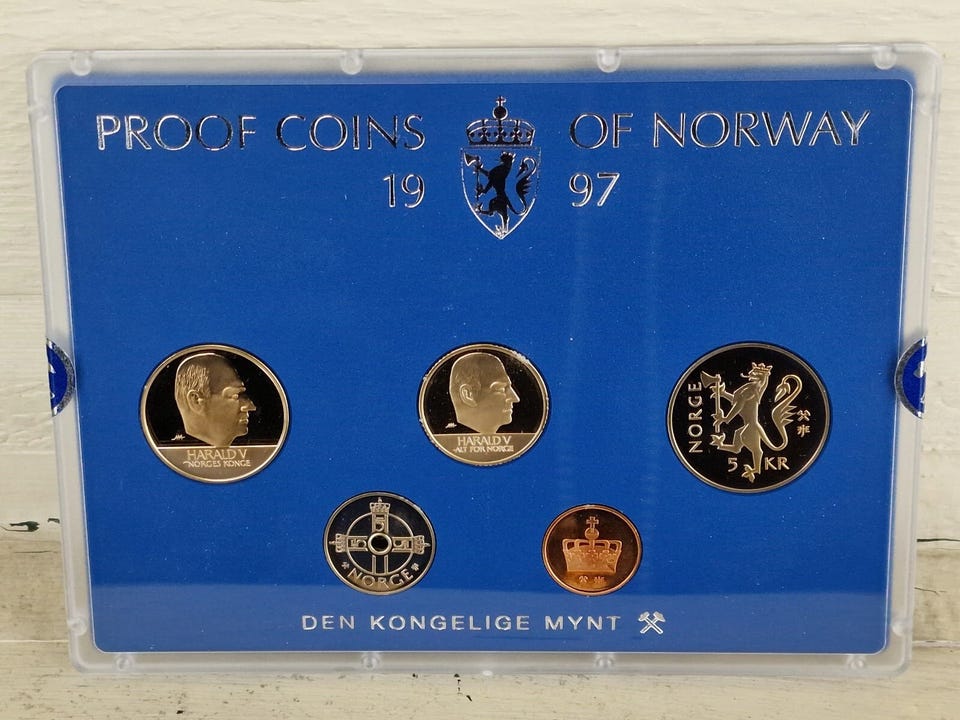 PROOF COINS OF NORWAY
19 97
HARALD V
NORGES KONGE
HARALD V
ALT FOR NORGE
NORGE
5 KR
NORGE
DEN KONGELIGE MYNT